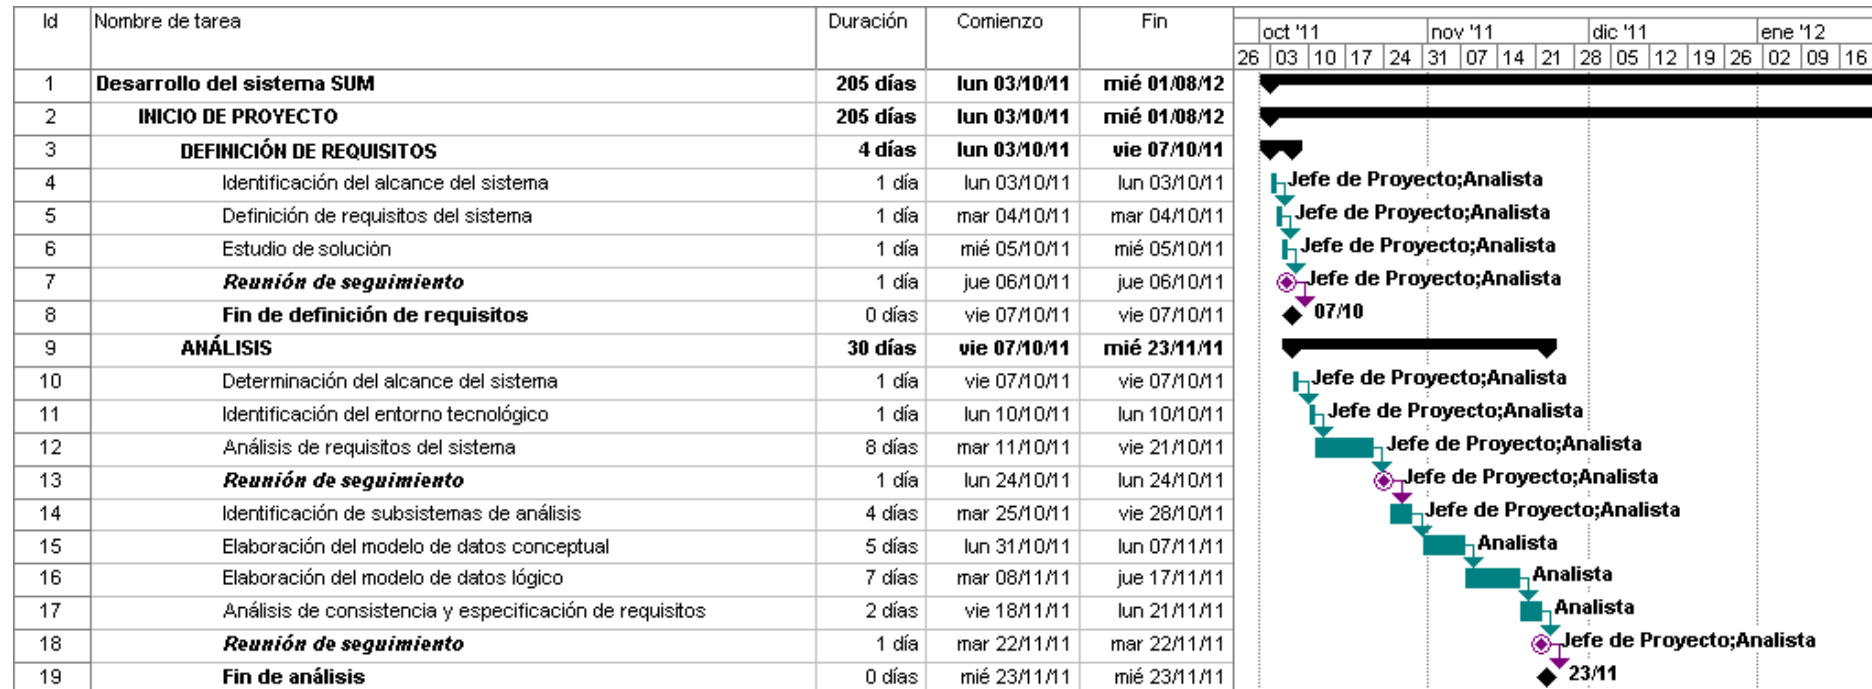 Id Nombre de tarea Duración Comienzo Fin
oct '11 nov '11 dic '11 ene '12
26 03 10 17 24 31 07 14 21 28 05 12 19 26 02 09 16
1 Desarrollo del sistema SUM 205 días lun 03/10/11 mié 01/08/12
2 INICIO DE PROYECTO 205 días lun 03/10/11 mié 01/08/12
3 DEFINICIÓN DE REQUISITOS 4 días lun 03/10/11 vie 07/10/11
4 Identificación del alcance del sistema 1 día lun 03/10/11 lun 03/10/11 Jefe de Proyecto;Analista
5 Definición de requisitos del sistema 1 día mar 04/10/11 mar 04/10/11 Jefe de Proyecto;Analista
6 Estudio de solución 1 día mié 05/10/11 mié 05/10/11 Jefe de Proyecto;Analista
7 Reunión de seguimiento 1 día jue 06/10/11 jue 06/10/11 Jefe de Proyecto;Analista
8 Fin de definición de requisitos 0 días vie 07/10/11 vie 07/10/11 07/10
9 ANÁLISIS 30 días vie 07/10/11 mié 23/11/11
10 Determinación del alcance del sistema 1 día vie 07/10/11 vie 07/10/11 Jefe de Proyecto;Analista
11 Identificación del entorno tecnológico 1 día lun 10/10/11 lun 10/10/11 Jefe de Proyecto;Analista
12 Análisis de requisitos del sistema 8 días mar 11/10/11 vie 21/10/11 Jefe de Proyecto;Analista
13 Reunión de seguimiento 1 día lun 24/10/11 lun 24/10/11 Jefe de Proyecto;Analista
14 Identificación de subsistemas de análisis 4 días mar 25/10/11 vie 28/10/11 Jefe de Proyecto;Analista
15 Elaboración del modelo de datos conceptual 5 días lun 31/10/11 lun 07/11/11 Analista
16 Elaboración del modelo de datos lógico 7 días mar 08/11/11 jue 17/11/11 Analista
17 Análisis de consistencia y especificación de requisitos 2 días vie 18/11/11 lun 21/11/11 Analista
18 Reunión de seguimiento 1 día mar 22/11/11 mar 22/11/11 Jefe de Proyecto;Analista
19 Fin de análisis 0 días mié 23/11/11 mié 23/11/11 23/11